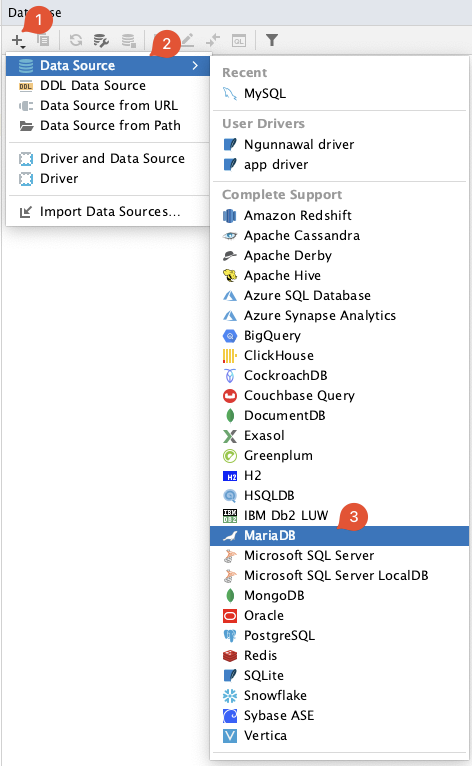 Database
1
2
Data Source
DDL Data Source
Data Source from URL
Data Source from Path
Driver and Data Source
Driver
Import Data Sources...
Recent
MySQL
User Drivers
Ngunnawal driver
app driver
Complete Support
Amazon Redshift
Apache Cassandra
Apache Derby
Apache Hive
Azure SQL Database
Azure Synapse Analytics
BigQuery
ClickHouse
CockroachDB
Couchbase Query
DocumentDB
Exasol
Greenplum
H2
HSQLDB
IBM Db2 LUW
3
MariaDB
Microsoft SQL Server
Microsoft SQL Server LocalDB
MongoDB
Oracle
PostgreSQL
Redis
SQLite
Snowflake
Sybase ASE
Vertica